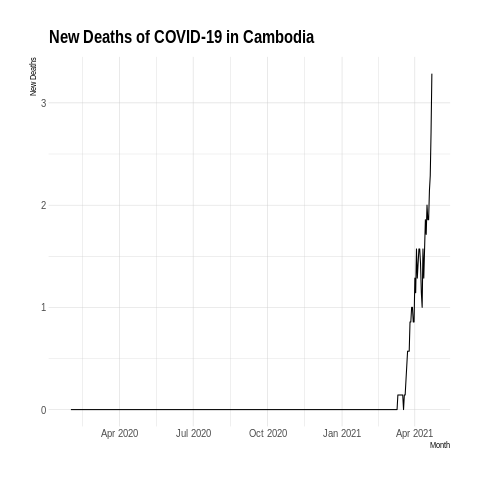 New Deaths of COVID-19 in Cambodia
New Deaths
3
2
1
0
Apr 2020 Jul 2020 Oct 2020 Jan 2021 Apr 2021
Month